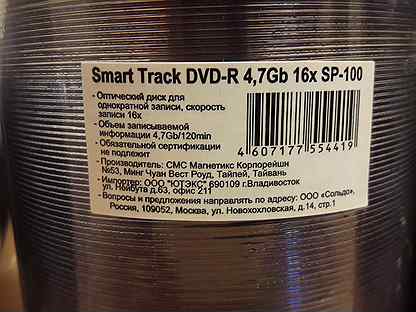 Smart Track DVD-R 4,7Gb 16x SP-100
- Оптический диск для
однократной записи, скорость
записи 16x
- Объем записываемой
информации 4,7Gb/120min
- Обязательной сертификации
не подлежит
4 607177 554419
- Производитель: СМС Магнетикс Корпорейшн
№53, Минг Чуан Вест Роуд, Тайпей, Тайвань
- Импортер: ООО "ЮТЭКС" 690109 г.Владивосток
ул. Нейбута д.63, офис 211
- Вопросы и предложения направлять по адресу: ООО «Сольдо»,
Россия, 109052, Москва, ул. Новохохловская, д.14, стр.1